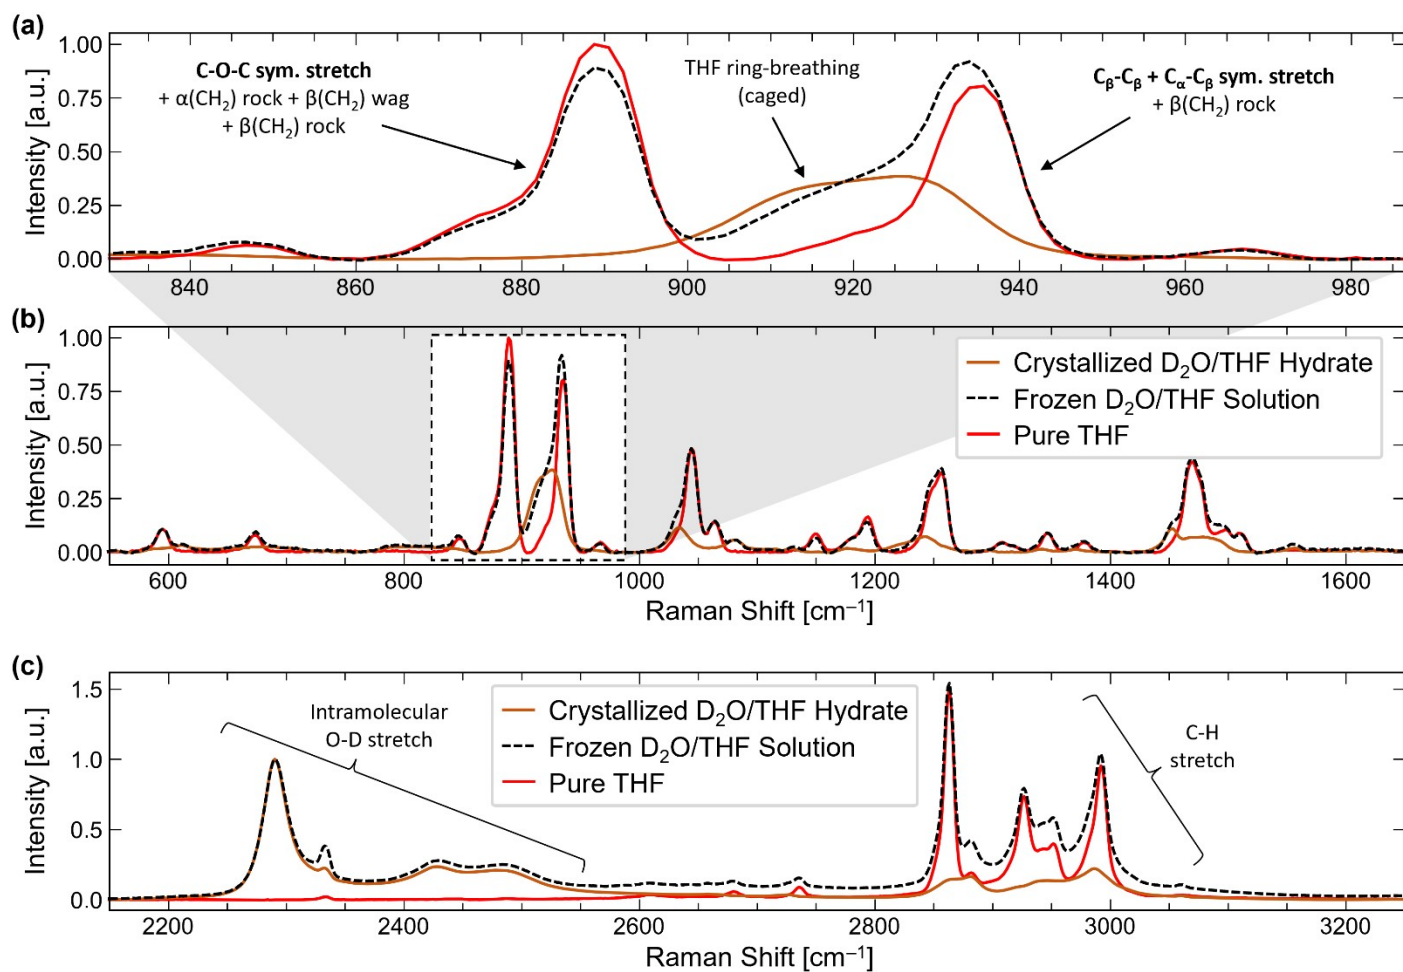 (a)
Intensity [a.u.]
1.00
0.75
0.50
0.25
0.00
C-O-C sym. stretch
+ α(CH₂) rock + β(CH₂) wag
+ β(CH₂) rock
THF ring-breathing
(caged)
Cᵦ-Cᵦ + Cα-Cᵦ sym. stretch
+ β(CH₂) rock
840 860 880 900 920 940 960 980
(b)
Intensity [a.u.]
1.00
0.75
0.50
0.25
0.00
Crystallized D₂O/THF Hydrate
Frozen D₂O/THF Solution
Pure THF
600 800 1000 1200 1400 1600
Raman Shift [cm⁻¹]
(c)
Intensity [a.u.]
1.5
1.0
0.5
0.0
Intramolecular
O-D stretch
Crystallized D₂O/THF Hydrate
Frozen D₂O/THF Solution
Pure THF
C-H
stretch
2200 2400 2600 2800 3000 3200
Raman Shift [cm⁻¹]